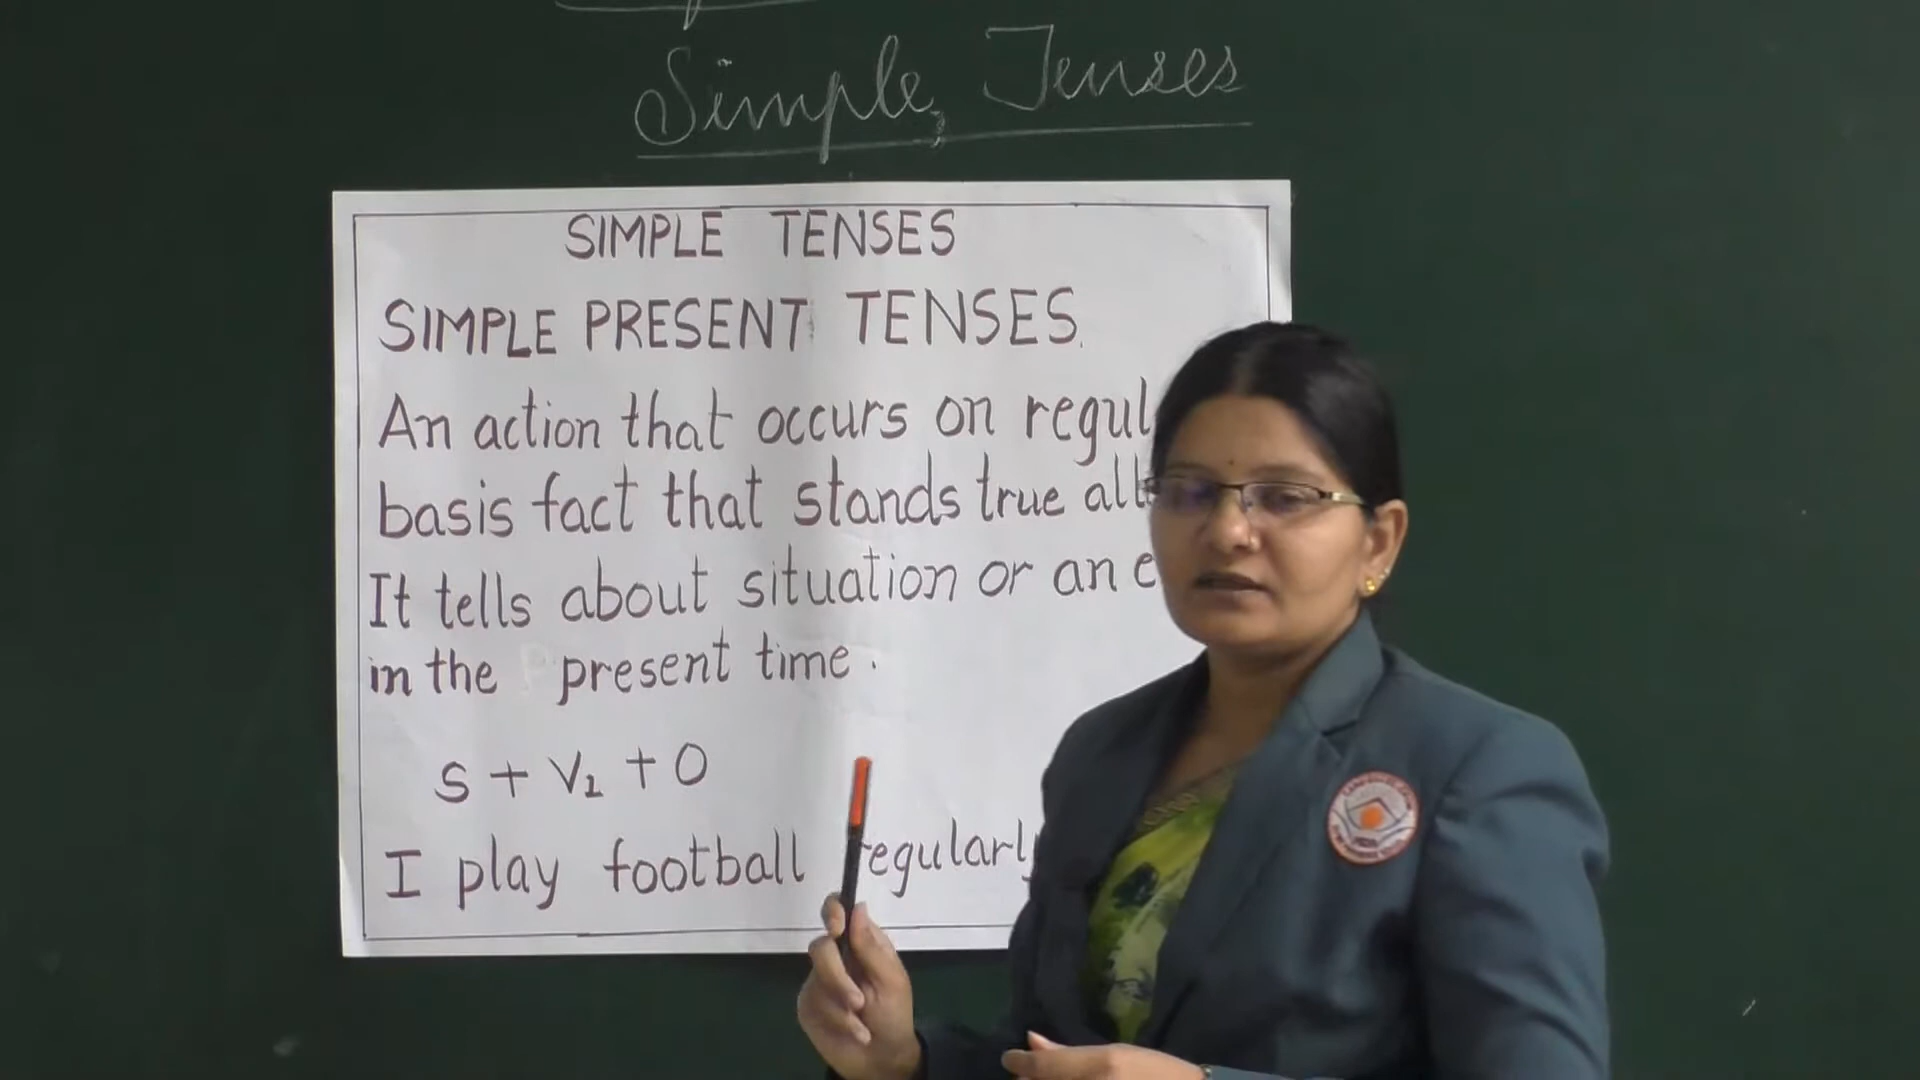 Simple Tenses
SIMPLE TENSES
SIMPLE PRESENT TENSES.
An action that occurs on regul
basis fact that stands true all
It tells about situation or an e
in the present time.
S + V1 + O
I play football regularly